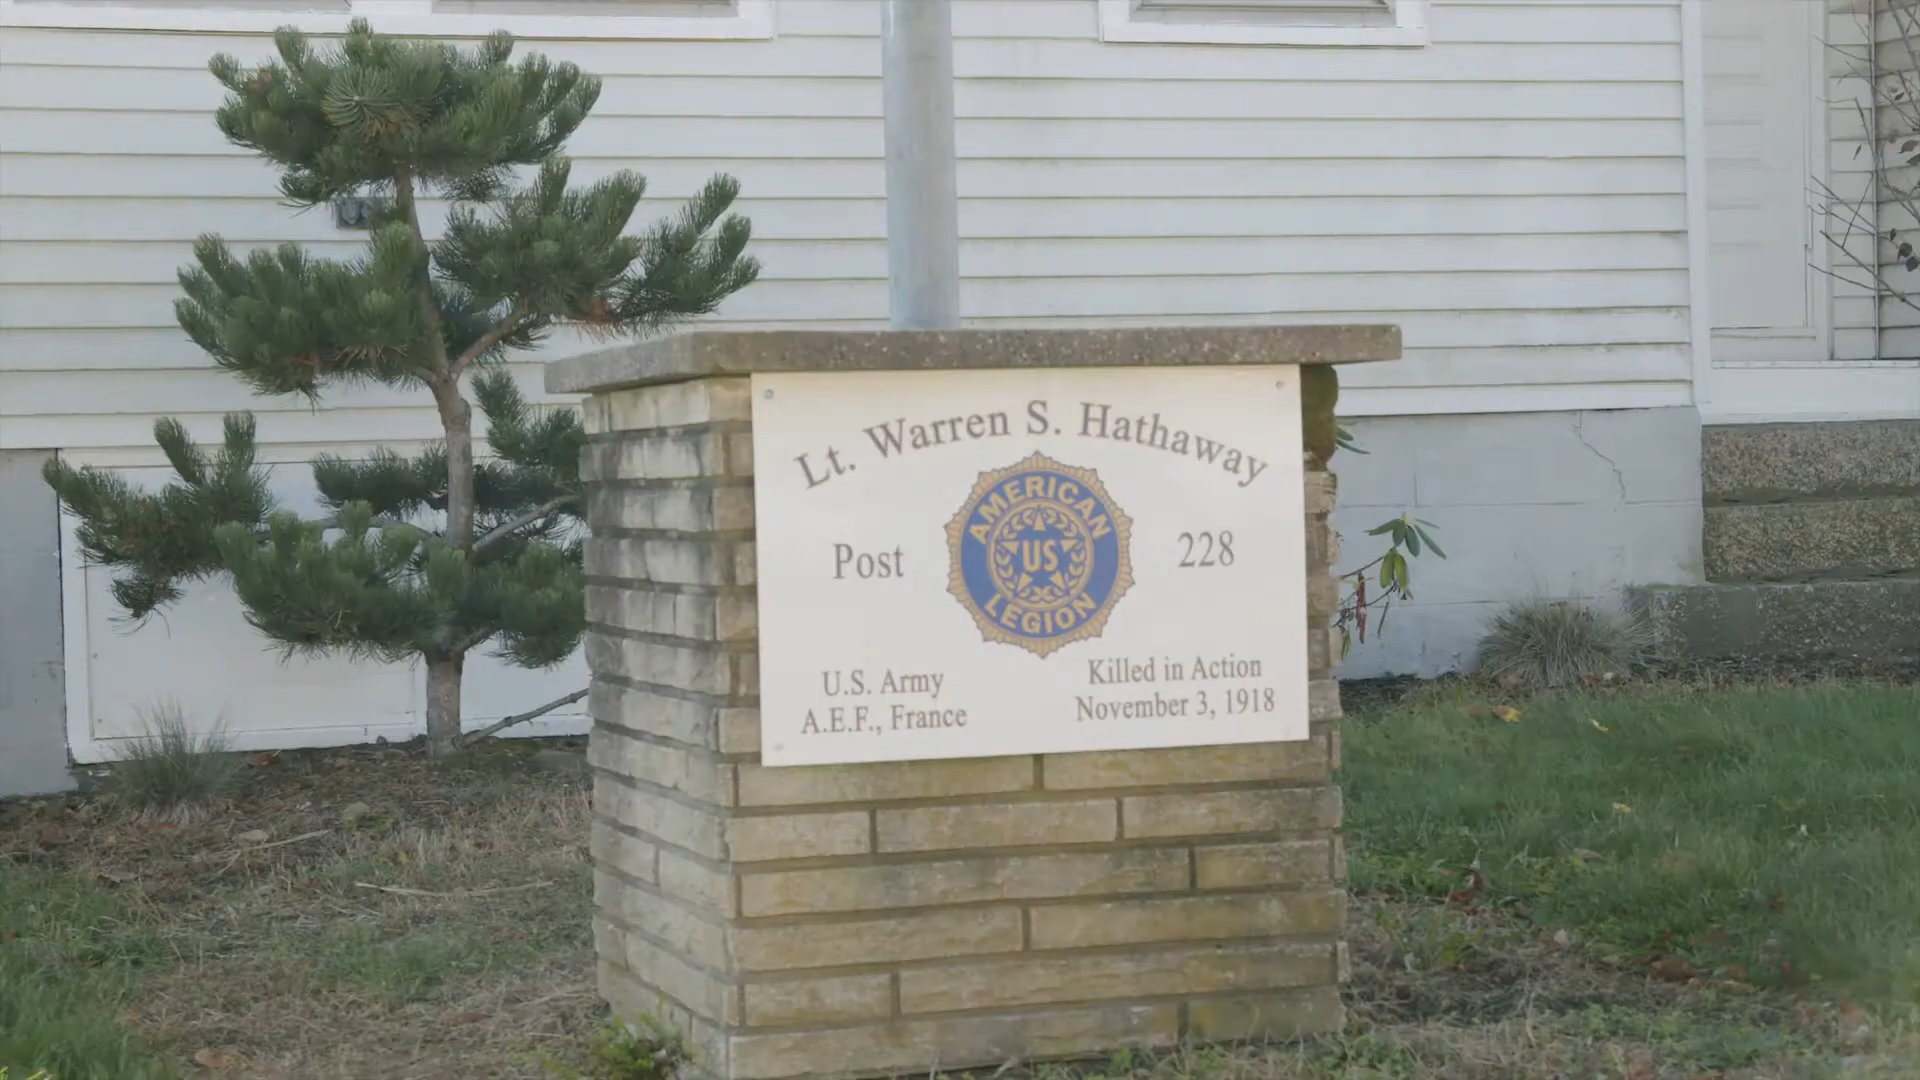 Lt. Warren S. Hathaway
AMERICAN
US
LEGION
Post 228
U.S. Army
A.E.F., France
Killed in Action
November 3, 1918